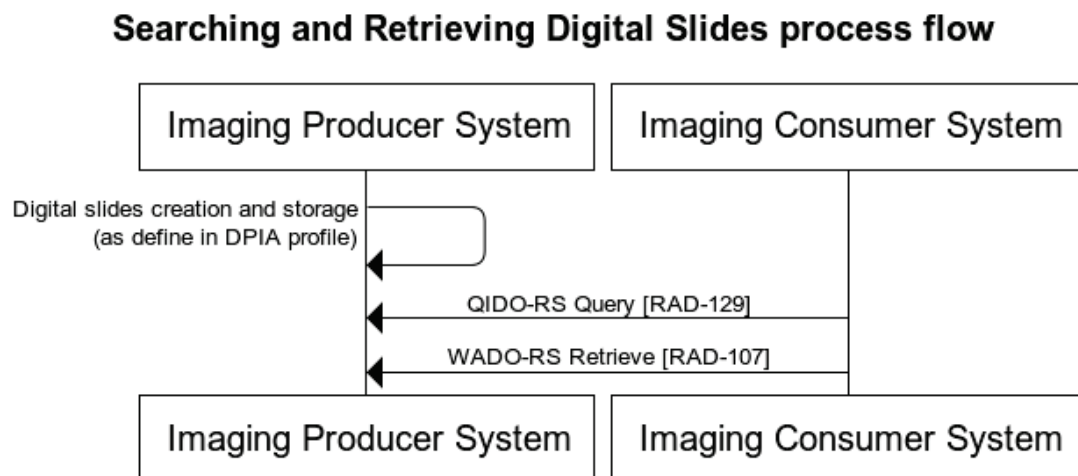 Searching and Retrieving Digital Slides process flow
Imaging Producer System
Imaging Consumer System
Digital slides creation and storage
(as define in DPIA profile)
QIDO-RS Query [RAD-129]
WADO-RS Retrieve [RAD-107]
Imaging Producer System
Imaging Consumer System